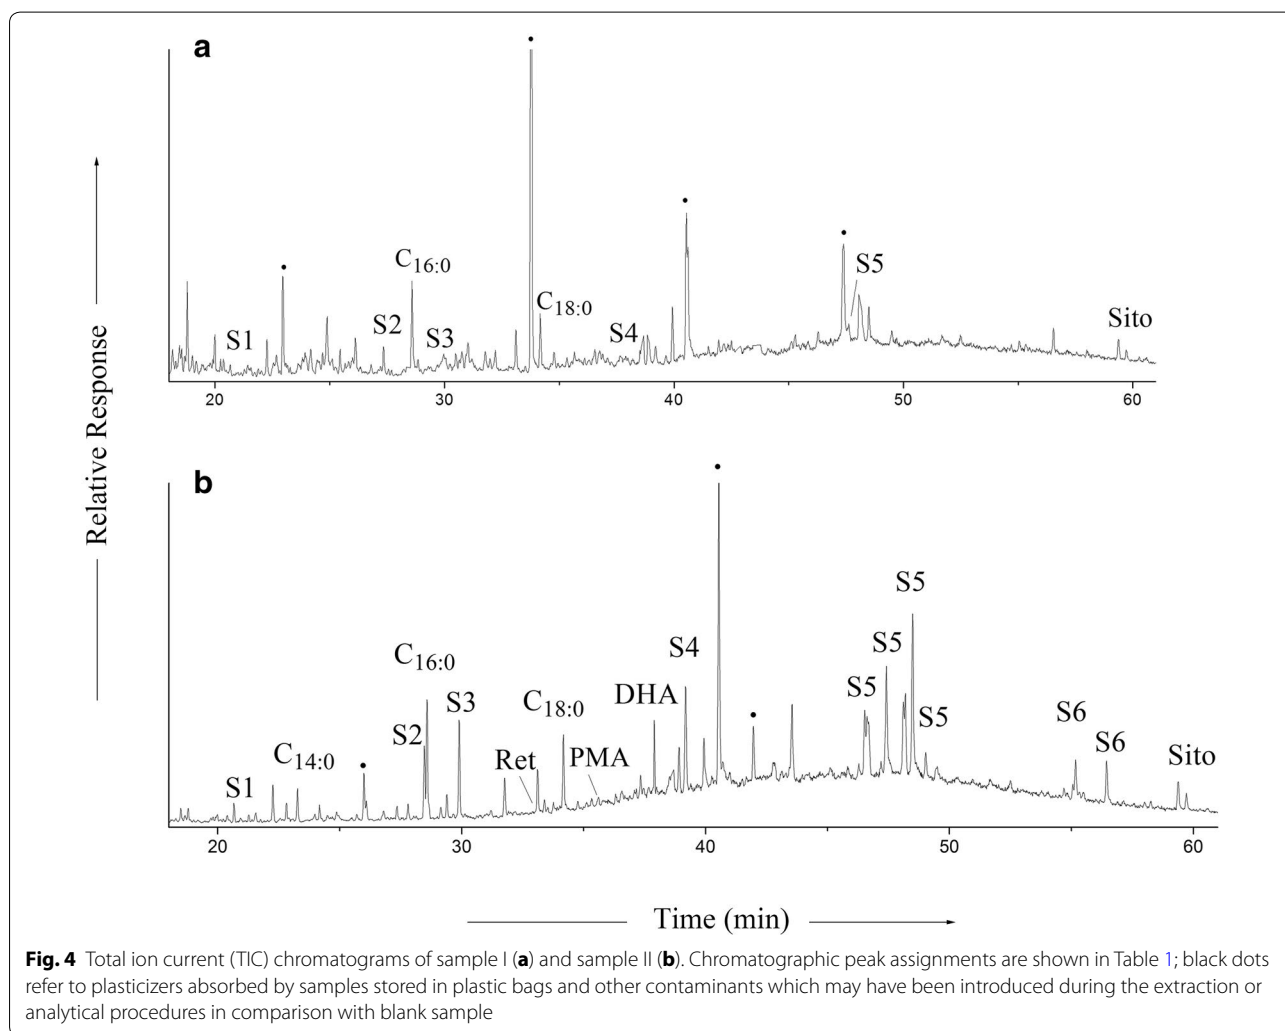 a
C16:0
C18:0
S1
S2
S3
S4
S5
Sito
20
30
40
50
60
Relative Response
b
S1
C14:0
C16:0
S2
S3
Ret
C18:0
PMA
DHA
S4
S5
S5
S5
S5
S6
S6
Sito
20
30
40
50
60
Time (min)
Fig. 4 Total ion current (TIC) chromatograms of sample I (a) and sample II (b). Chromatographic peak assignments are shown in Table 1; black dots
refer to plasticizers absorbed by samples stored in plastic bags and other contaminants which may have been introduced during the extraction or
analytical procedures in comparison with blank sample